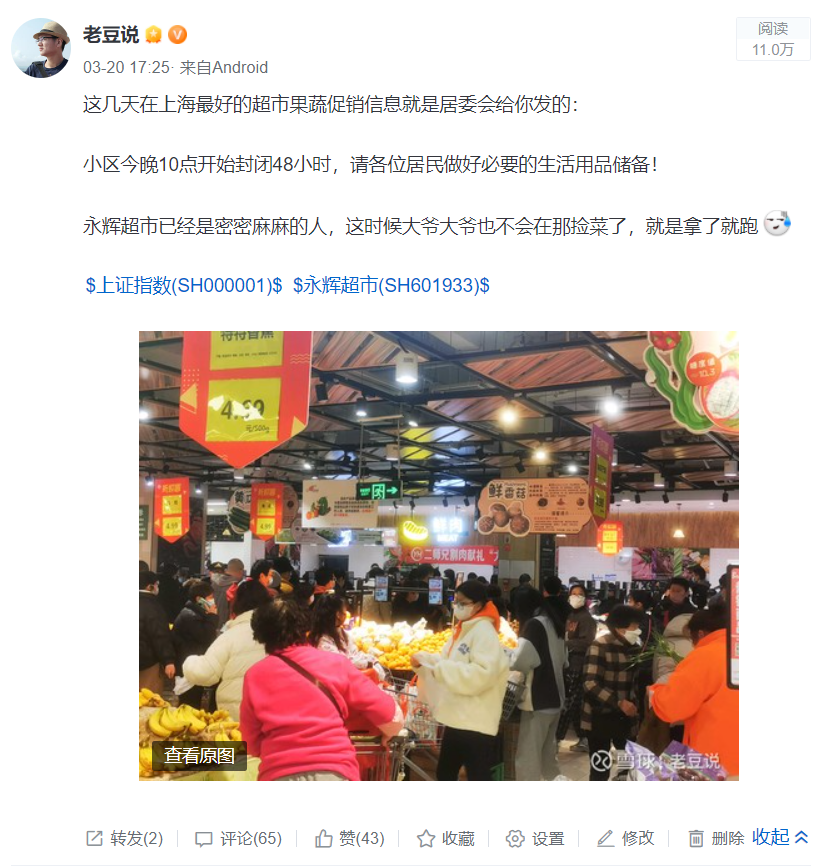 老豆说
阅读
11.0万
03-20 17:25· 来自Android
这几天在上海最好的超市果蔬促销信息就是居委会给你发的：
小区今晚10点开始封闭48小时，请各位居民做好必要的生活用品储备！
永辉超市已经是密密麻麻的人，这时候大爷大爷也不会在那捡菜了，就是拿了就跑
$上证指数(SH000001)$ $永辉超市(SH601933)$
4.99
鲜香菇
鲜肉
MEAT
二师兄割肉献礼
查看原图
雪球：老豆说
转发(2)
评论(65)
赞(43)
收藏
设置
修改
删除
收起